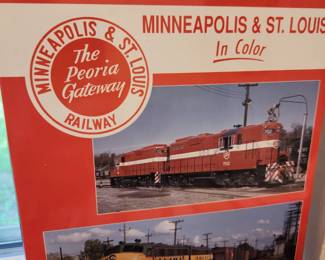 MINNEAPOLIS & ST. LOUIS
In Color
MINNEAPOLIS & ST. LOUIS
The
Peoria
Gateway
RAILWAY